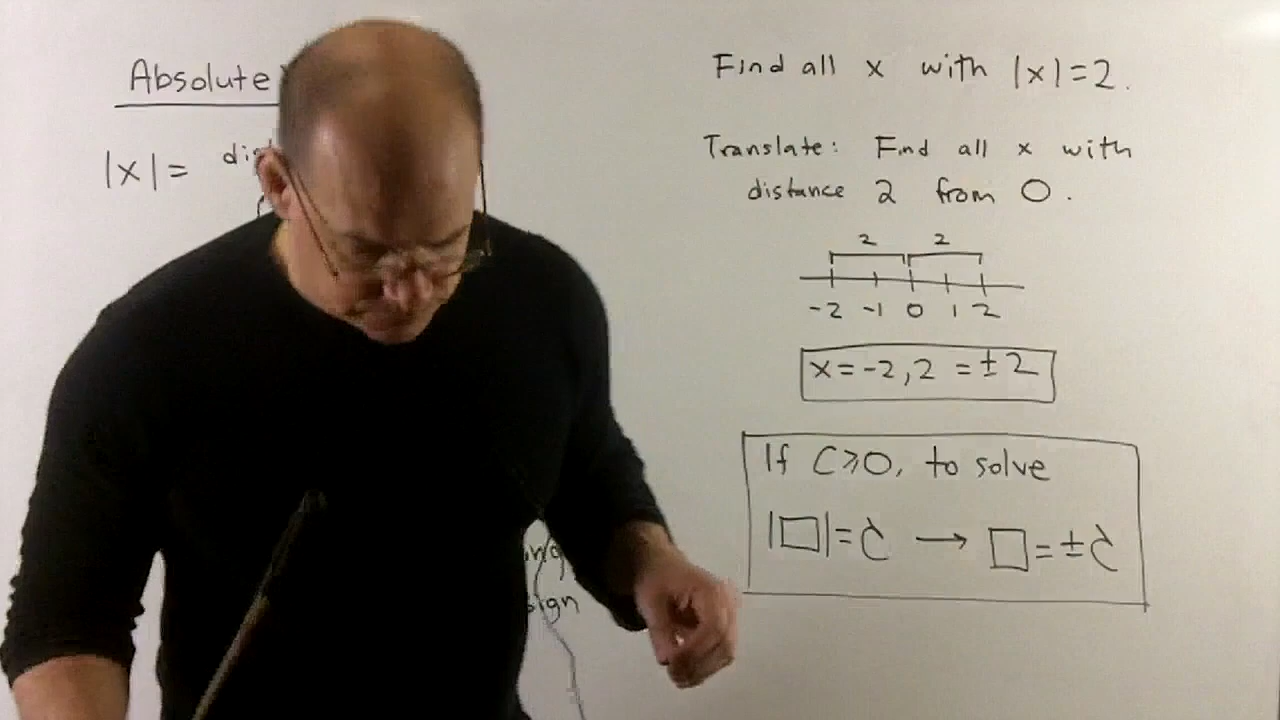 Absolute
|x| =
Find all x with |x|=2.
Translate: Find all x with
distance 2 from 0.
2 2
-2 -1 0 1 2
x = -2, 2 = ±2
If C≥0, to solve
|□|=C → □=±C
sign